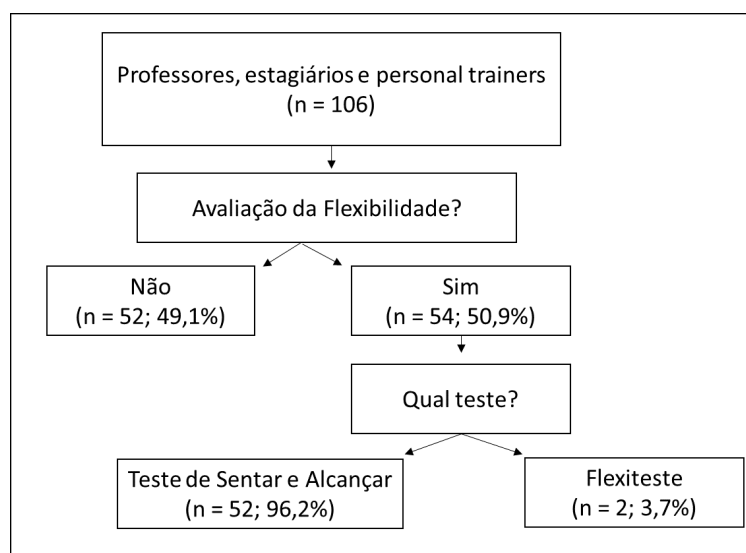 Professores, estagiários e personal trainers
(n = 106)
Avaliação da Flexibilidade?
Não
(n = 52; 49,1%)
Sim
(n = 54; 50,9%)
Qual teste?
Teste de Sentar e Alcançar
(n = 52; 96,2%)
Flexiteste
(n = 2; 3,7%)